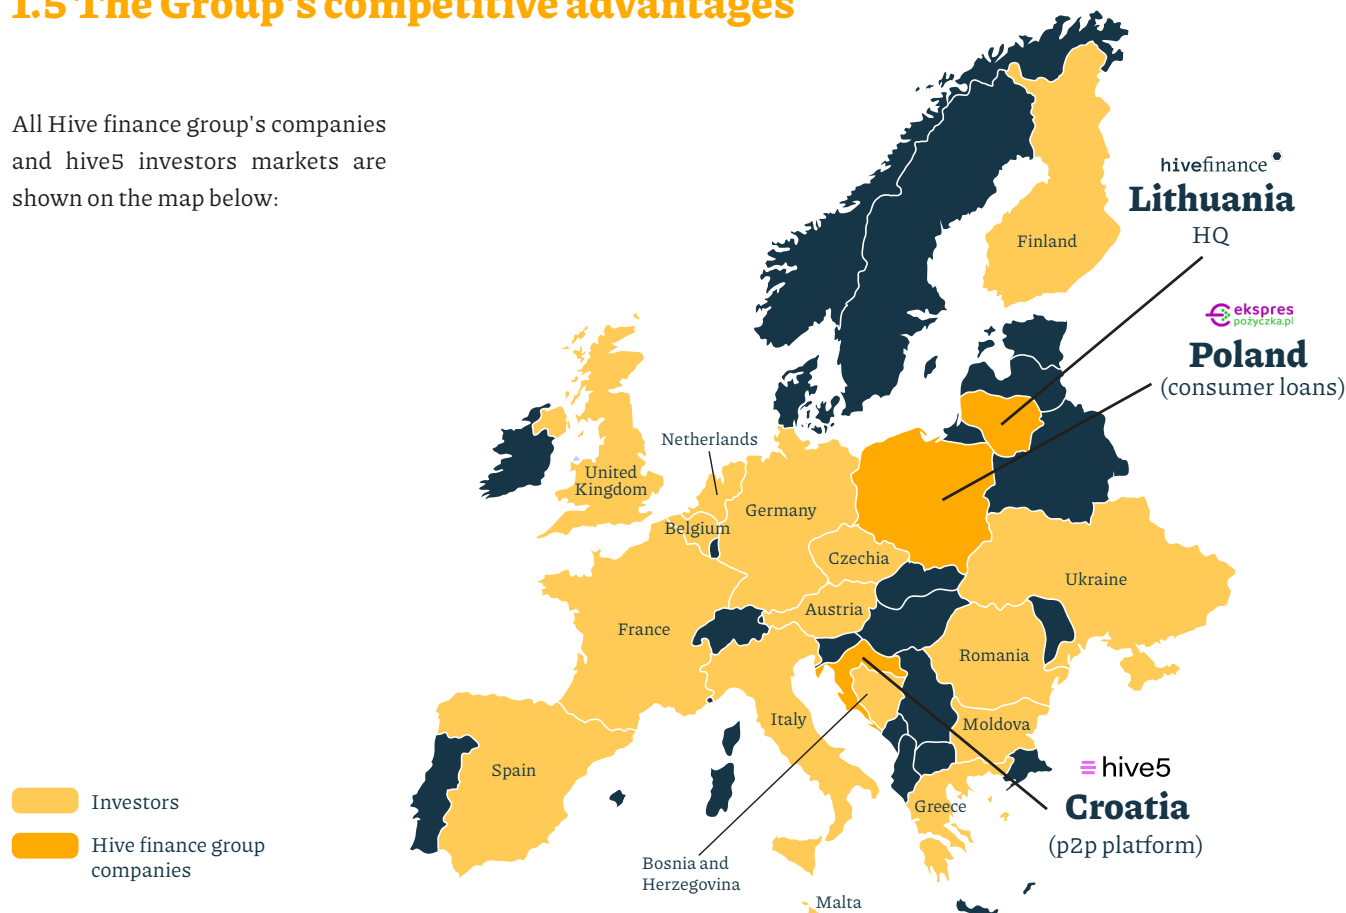 1.5 The Group's competitive advantages
All Hive finance group's companies
and hive5 investors markets are
shown on the map below:
hivefinance
Lithuania
HQ
Finland
ekspres
pożyczka.pl
Poland
(consumer loans)
Netherlands
United
Kingdom
Germany
Belgium
Czechia
Ukraine
Austria
France
Romania
Italy
Moldova
Spain
hive5
Croatia
(p2p platform)
Greece
Investors
Hive finance group
companies
Bosnia and
Herzegovina
Malta